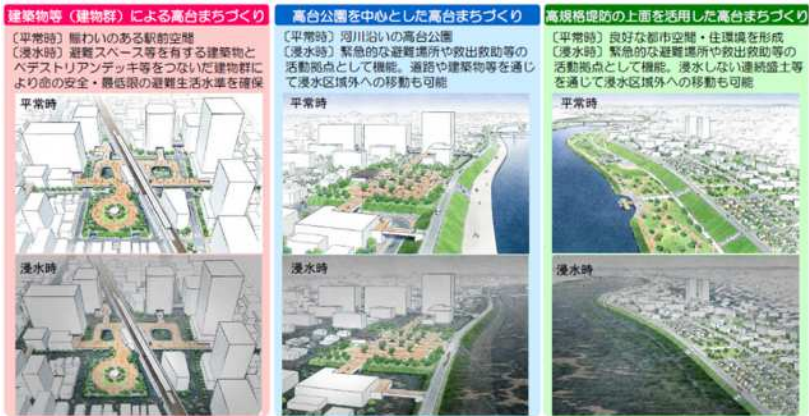 建築物等（建物群）による高台まちづくり
〔平常時〕賑わいのある駅前空間
〔浸水時〕避難スペース等を有する建築物と
ペデストリアンデッキ等をつないだ建物群に
より命の安全・最低限の避難生活水準を確保
平常時
浸水時
高台公園を中心とした高台まちづくり
〔平常時〕河川沿いの高台公園
〔浸水時〕緊急的な避難場所や救出救助等の
活動拠点として機能。道路や建築物等を通じ
て浸水区域外への移動も可能
平常時
浸水時
高規格堤防の上面を活用した高台まちづくり
〔平常時〕良好な都市空間・住環境を形成
〔浸水時〕緊急的な避難場所や救出救助等の
活動拠点として機能。浸水しない連続盛土等
を通じて浸水区域外への移動も可能
平常時
浸水時